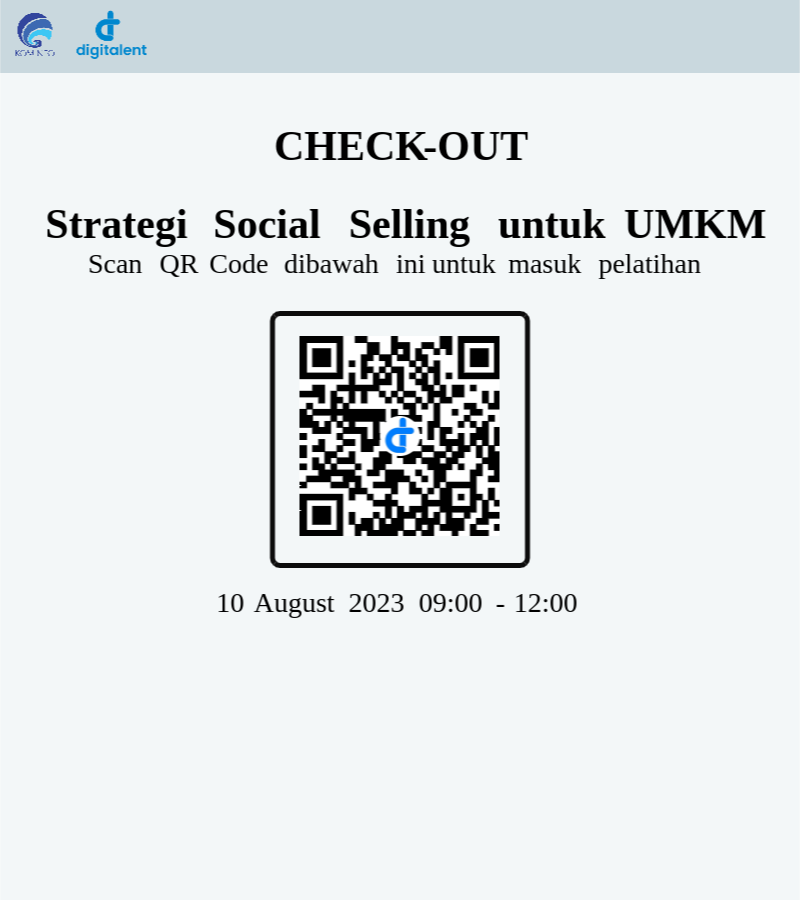 KOMINFO
digitalent
CHECK-OUT
Strategi Social Selling untuk UMKM
Scan QR Code dibawah ini untuk masuk pelatihan
10 August 2023 09:00 - 12:00